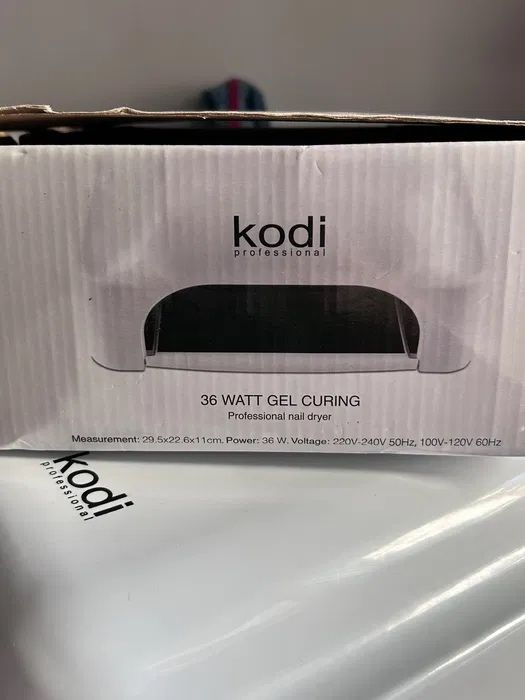 kodi
professional
36 WATT GEL CURING
Professional nail dryer
Measurement: 29,5x22.6x11cm. Power: 36 W. Voltage: 220V-240V 50Hz, 100V-120V 60Hz
kodi
professional